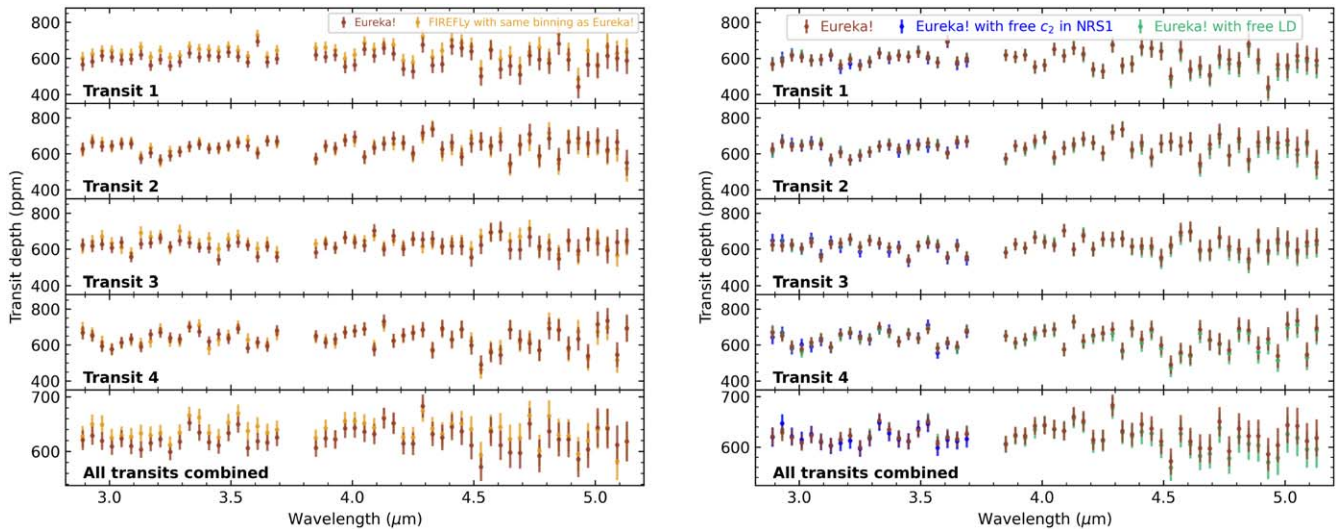 Eureka! FIREFLy with same binning as Eureka!
800
600
400
Transit 1
800
600
400
Transit 2
800
600
400
Transit 3
800
600
400
Transit 4
700
600
All transits combined
3.0 3.5 4.0 4.5 5.0
Wavelength (μm)
Transit depth (ppm)
Eureka! Eureka! with free c₂ in NRS1 Eureka! with free LD
800
600
400
Transit 1
800
600
400
Transit 2
800
600
400
Transit 3
800
600
400
Transit 4
700
600
All transits combined
3.0 3.5 4.0 4.5 5.0
Wavelength (μm)
Transit depth (ppm)